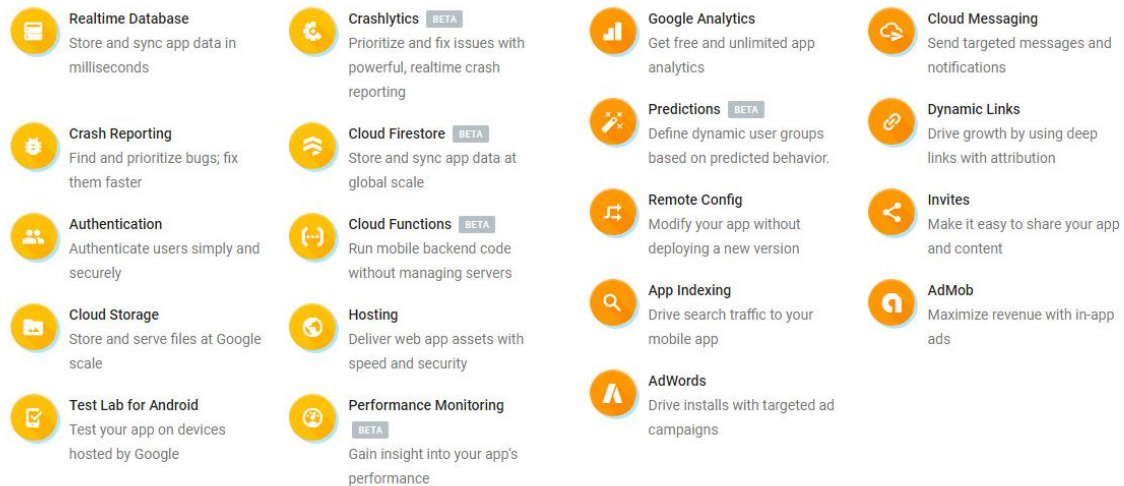 Realtime Database
Store and sync app data in
milliseconds
Crash Reporting
Find and prioritize bugs; fix
them faster
Authentication
Authenticate users simply and
securely
Cloud Storage
Store and serve files at Google
scale
Test Lab for Android
Test your app on devices
hosted by Google
Crashlytics BETA
Prioritize and fix issues with
powerful, realtime crash
reporting
Cloud Firestore BETA
Store and sync app data at
global scale
Cloud Functions BETA
Run mobile backend code
without managing servers
Hosting
Deliver web app assets with
speed and security
Performance Monitoring
BETA
Gain insight into your app's
performance
Google Analytics
Get free and unlimited app
analytics
Predictions BETA
Define dynamic user groups
based on predicted behavior.
Remote Config
Modify your app without
deploying a new version
App Indexing
Drive search traffic to your
mobile app
AdWords
Drive installs with targeted ad
campaigns
Cloud Messaging
Send targeted messages and
notifications
Dynamic Links
Drive growth by using deep
links with attribution
Invites
Make it easy to share your app
and content
AdMob
Maximize revenue with in-app
ads